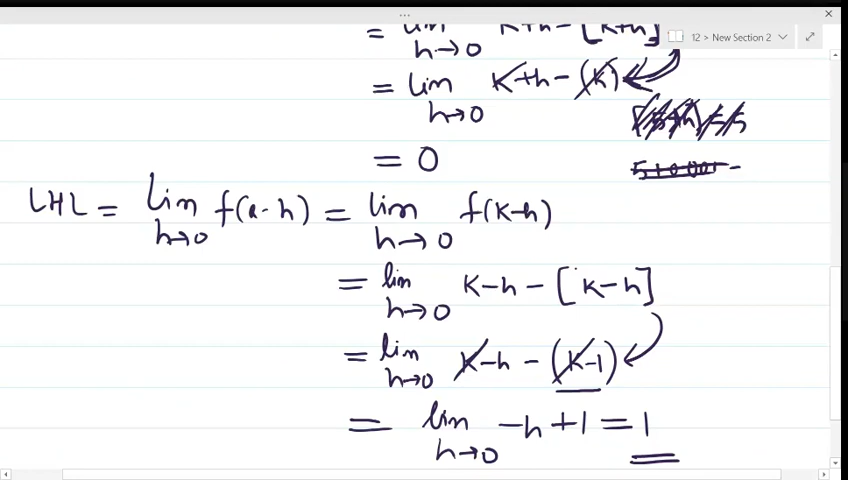 = lim K+h-[K+h]
h→0
12 > New Section 2
= lim K+h-(K)
h→0
= 0
LHL = lim f(a-h) = lim f(K-h)
h→0 h→0
= lim K-h-[K-h]
h→0
= lim K-h-(K-1)
h→0
= lim -h+1 = 1
h→0